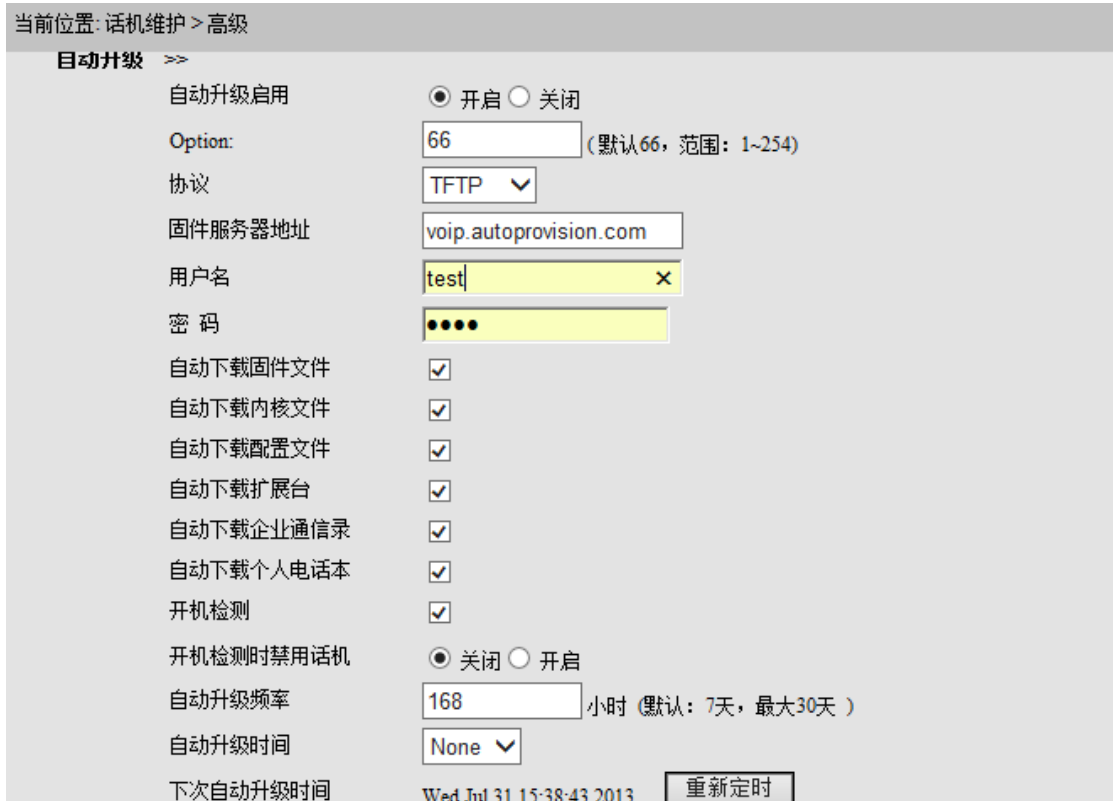 当前位置: 话机维护 > 高级
自动升级 >>
自动升级启用 开启 关闭
Option: 66 (默认66，范围：1~254)
协议 TFTP
固件服务器地址 voip.autoprovision.com
用户名 test
密 码 ••••
自动下载固件文件
自动下载内核文件
自动下载配置文件
自动下载扩展台
自动下载企业通信录
自动下载个人电话本
开机检测
开机检测时禁用话机 关闭 开启
自动升级频率 168 小时 (默认：7天，最大30天 )
自动升级时间 None
下次自动升级时间 Wed Jul 31 15:38:43 2013 重新定时